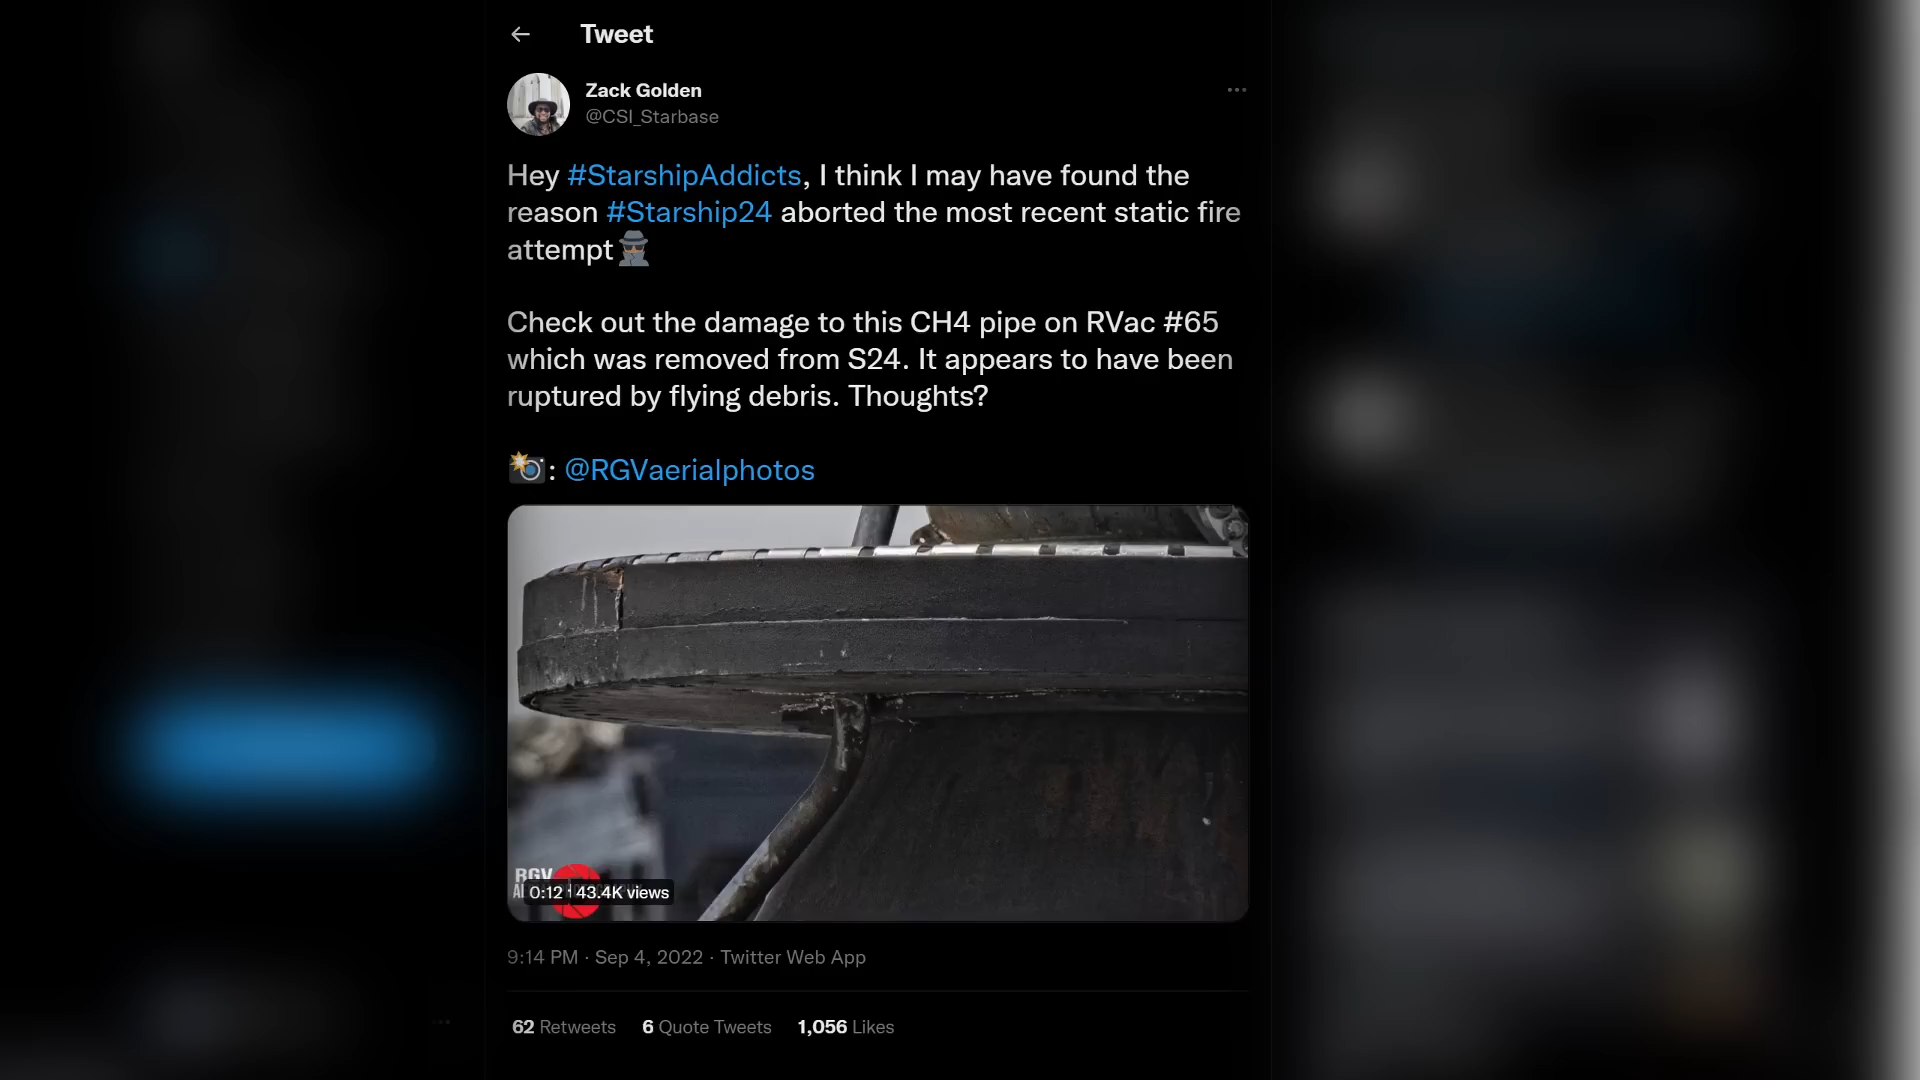 Tweet
Zack Golden
@CSI_Starbase
Hey #StarshipAddicts, I think I may have found the
reason #Starship24 aborted the most recent static fire
attempt
Check out the damage to this CH4 pipe on RVac #65
which was removed from S24. It appears to have been
ruptured by flying debris. Thoughts?
: @RGVaerialphotos
RGV
0:12 · 43.4K views
9:14 PM · Sep 4, 2022 · Twitter Web App
62 Retweets 6 Quote Tweets 1,056 Likes